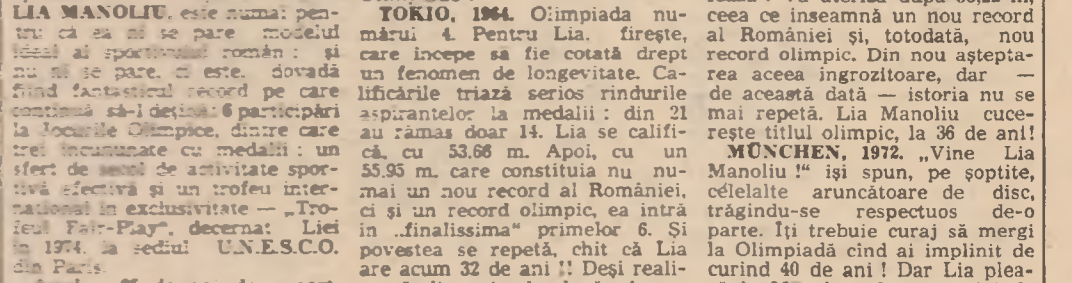 LIA MANOLIU, este numai pen-
tru că ea ni se pare modelul
ideal al sportivului român : și
nu ni se pare, ci este, dovadă
fiind fantasticul record pe care
continuă să-l dețină: 6 participări
la Jocurile Olimpice, dintre care
trei încununate cu medalii : un
sfert de secol de activitate spor-
tivă efectivă și un trofeu inter-
național în exclusivitate — „Tro-
feul Fair-Play“, decernat Liei
în 1974, la sediul U.N.E.S.C.O.
din Paris.
TOKIO, 1964. Olimpiada nu-
mărul 4. Pentru Lia, firește,
care începe să fie cotată drept
un fenomen de longevitate. Ca-
lificările triază serios rîndurile
aspirantelor la medalii : din 21
au rămas doar 14. Lia se califi-
că, cu 53.66 m. Apoi, cu un
55.95 m, care constituia nu nu-
mai un nou record al României,
ci și un record olimpic, ea intră
în „finalissima“ primelor 6. Și
povestea se repetă, chit că Lia
are acum 32 de ani !! Deși reali-
ceea ce înseamnă un nou record
al României și, totodată, nou
record olimpic. Din nou aștepta-
rea aceea îngrozitoare, dar —
de această dată — istoria nu se
mai repetă. Lia Manoliu cuce-
rește titlul olimpic, la 36 de ani!
MÜNCHEN, 1972. „Vine Lia
Manoliu !“ își spun, pe șoptite,
célelalte aruncătoare de disc,
trăgîndu-se respectuos de-o
parte. Îți trebuie curaj să mergi
la Olimpiadă cînd ai împlinit de
curînd 40 de ani ! Dar Lia plea-